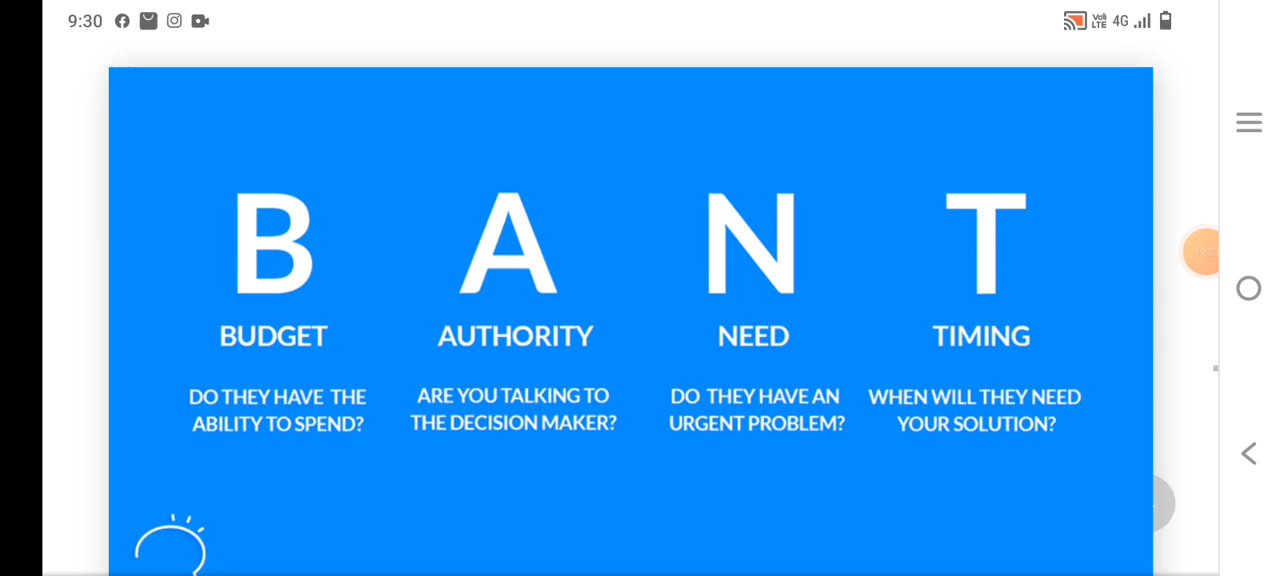 9:30
VoLTE 4G
B A N T
BUDGET AUTHORITY NEED TIMING
DO THEY HAVE THE
ABILITY TO SPEND?
ARE YOU TALKING TO
THE DECISION MAKER?
DO THEY HAVE AN
URGENT PROBLEM?
WHEN WILL THEY NEED
YOUR SOLUTION?